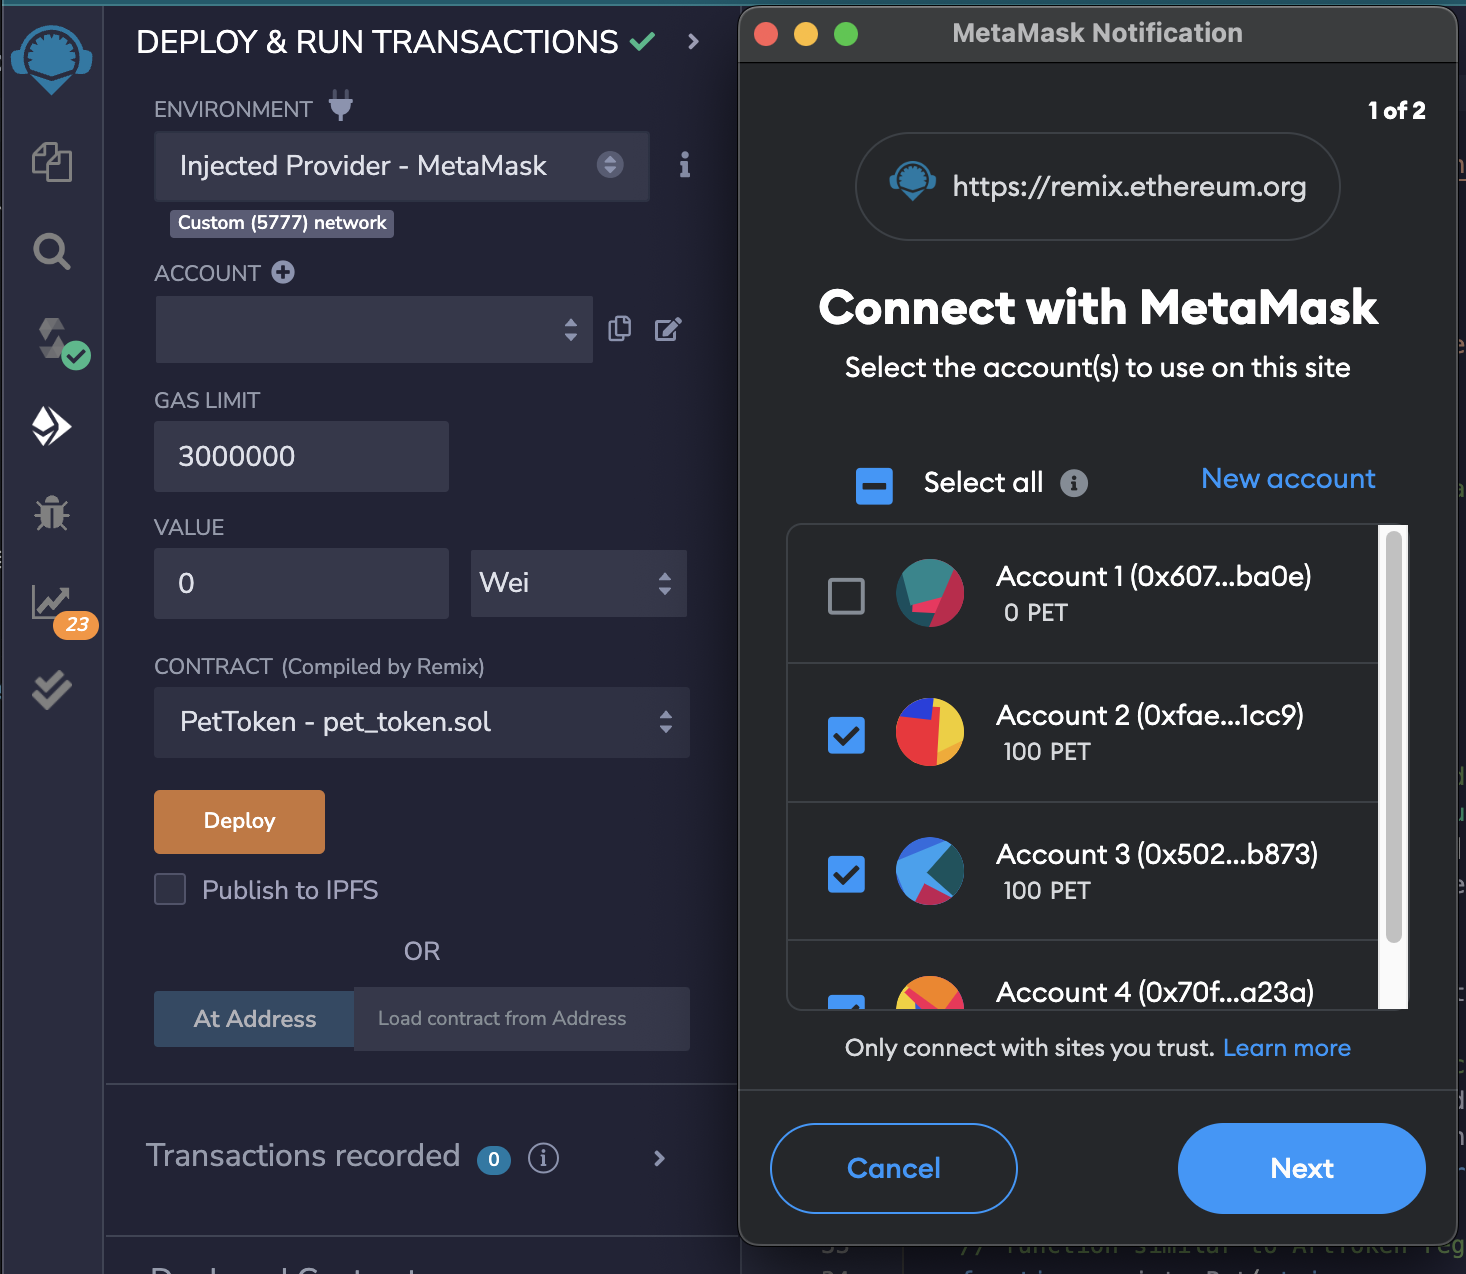 DEPLOY & RUN TRANSACTIONS
ENVIRONMENT
Injected Provider - MetaMask
Custom (5777) network
ACCOUNT
GAS LIMIT
3000000
VALUE
0
Wei
CONTRACT (Compiled by Remix)
PetToken - pet_token.sol
Deploy
Publish to IPFS
OR
At Address
Load contract from Address
Transactions recorded 0
23
MetaMask Notification
1 of 2
https://remix.ethereum.org
Connect with MetaMask
Select the account(s) to use on this site
Select all
New account
Account 1 (0x607...ba0e)
0 PET
Account 2 (0xfae...1cc9)
100 PET
Account 3 (0x502...b873)
100 PET
Account 4 (0x70f...a23a)
Only connect with sites you trust. Learn more
Cancel
Next